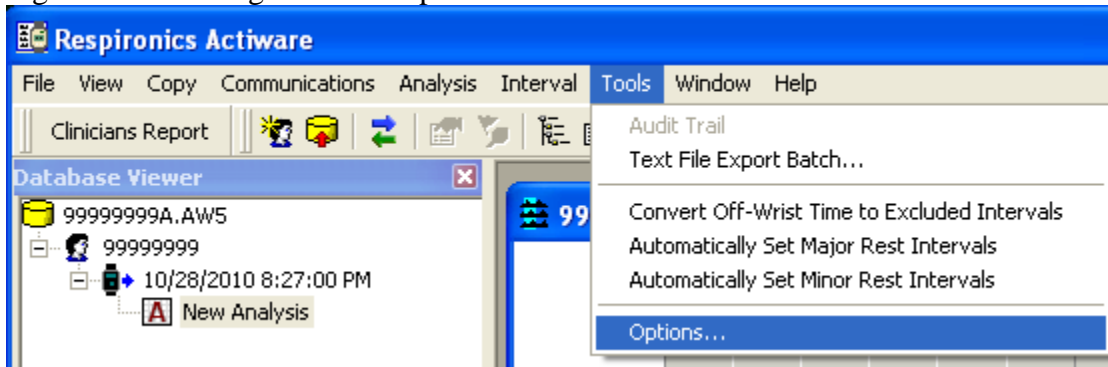 Respironics Actiware
File View Copy Communications Analysis Interval Tools Window Help
Clinicians Report
Audit Trail
Text File Export Batch...
Convert Off-Wrist Time to Excluded Intervals
Automatically Set Major Rest Intervals
Automatically Set Minor Rest Intervals
Options...
Database Viewer
99999999A.AW5
99999999
10/28/2010 8:27:00 PM
A New Analysis
99